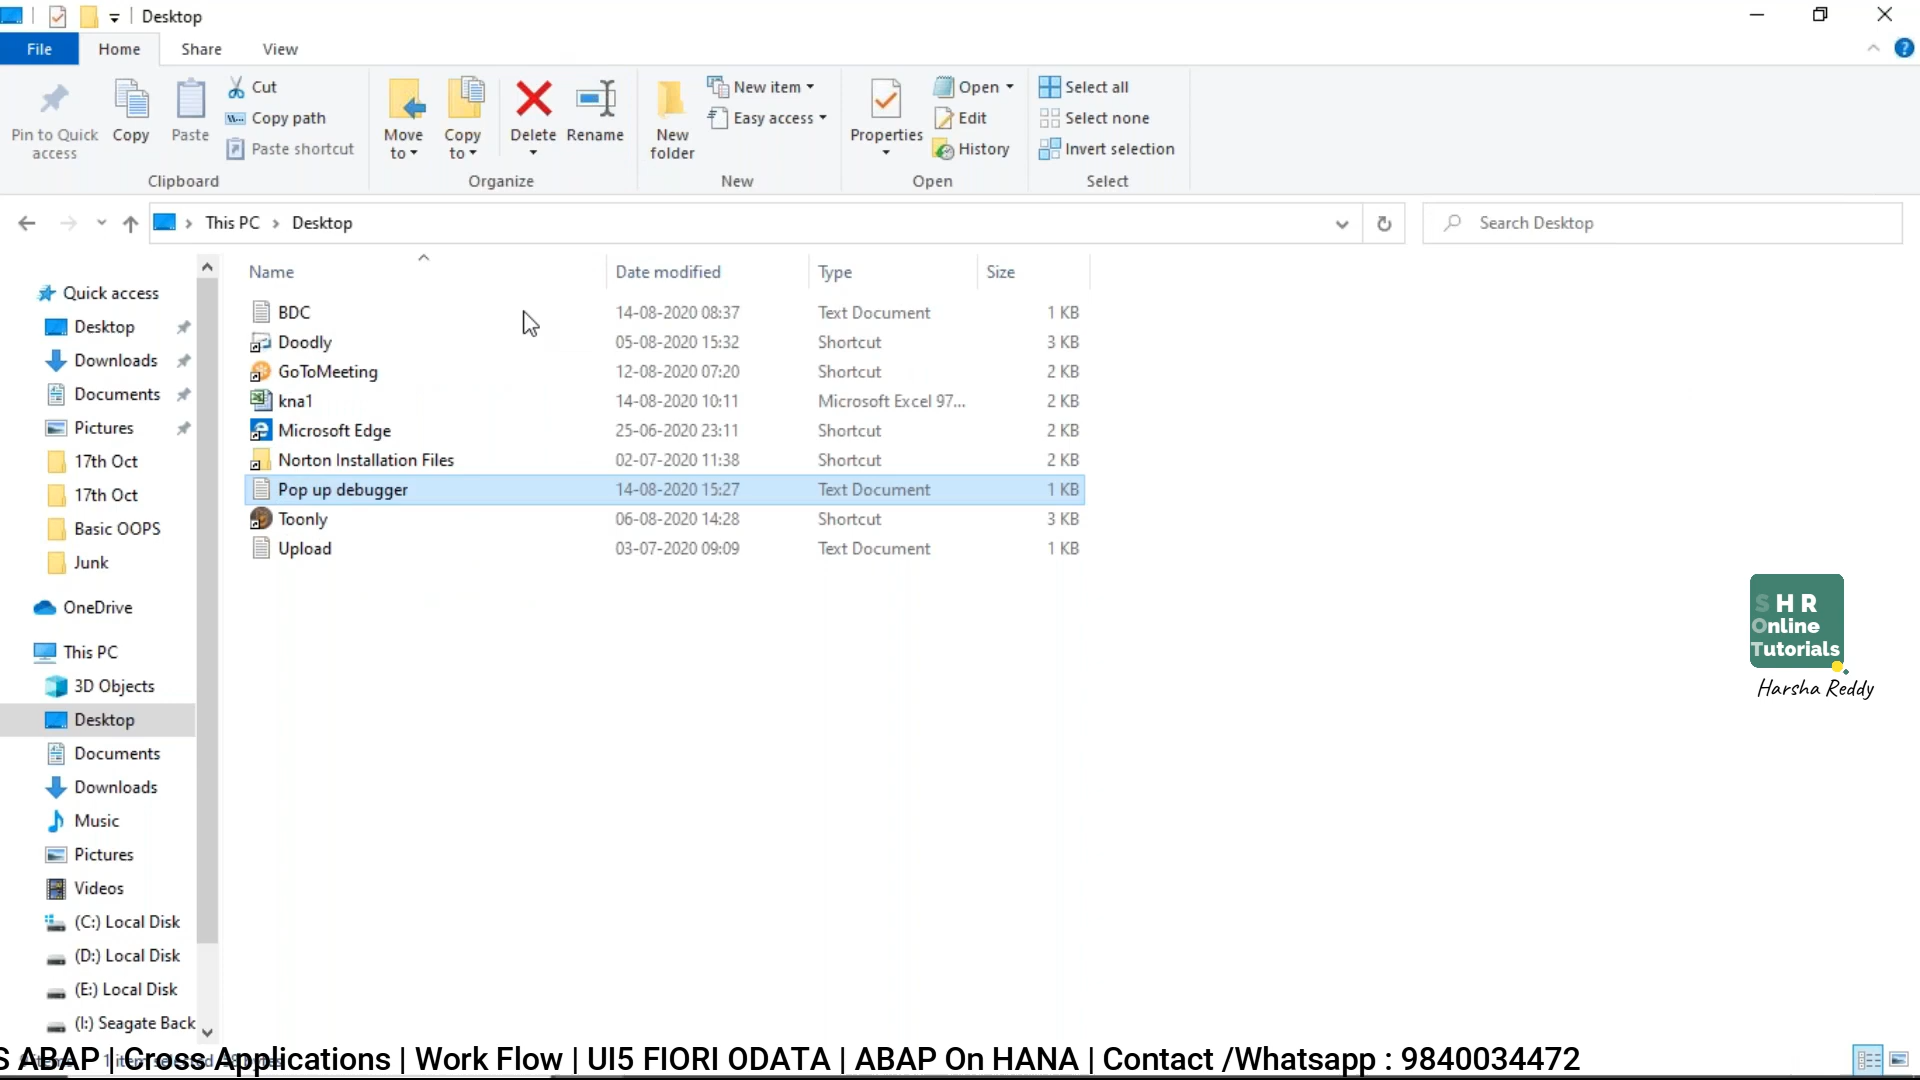 Desktop
File Home Share View
Pin to Quick access
Copy
Paste
Cut
Copy path
Paste shortcut
Clipboard
Move to
Copy to
Delete
Rename
Organize
New folder
New item
Easy access
New
Properties
Open
Edit
History
Open
Select all
Select none
Invert selection
Select
This PC > Desktop
Search Desktop
Name Date modified Type Size
BDC 14-08-2020 08:37 Text Document 1 KB
Doodly 05-08-2020 15:32 Shortcut 3 KB
GoToMeeting 12-08-2020 07:20 Shortcut 2 KB
kna1 14-08-2020 10:11 Microsoft Excel 97... 2 KB
Microsoft Edge 25-06-2020 23:11 Shortcut 2 KB
Norton Installation Files 02-07-2020 11:38 Shortcut 2 KB
Pop up debugger 14-08-2020 15:27 Text Document 1 KB
Toonly 06-08-2020 14:28 Shortcut 3 KB
Upload 03-07-2020 09:09 Text Document 1 KB
Quick access
Desktop
Downloads
Documents
Pictures
17th Oct
17th Oct
Basic OOPS
Junk
OneDrive
This PC
3D Objects
Desktop
Documents
Downloads
Music
Pictures
Videos
(C:) Local Disk
(D:) Local Disk
(E:) Local Disk
(I:) Seagate Back
SHR
Online
Tutorials
Harsha Reddy
S ABAP | Cross Applications | Work Flow | UI5 FIORI ODATA | ABAP On HANA | Contact /Whatsapp : 9840034472